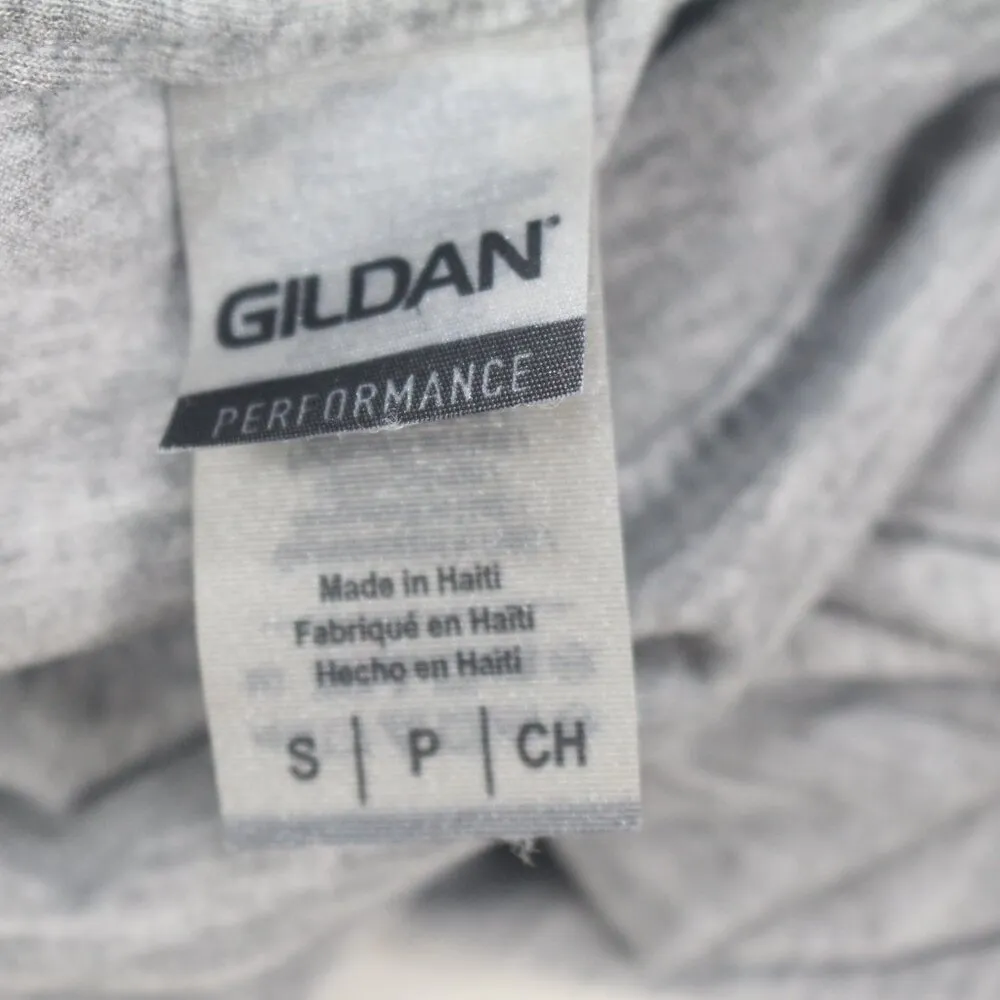 GILDAN
PERFORMANCE
Made in Haiti
Fabriqué en Haïti
Hecho en Haiti
S | P | CH